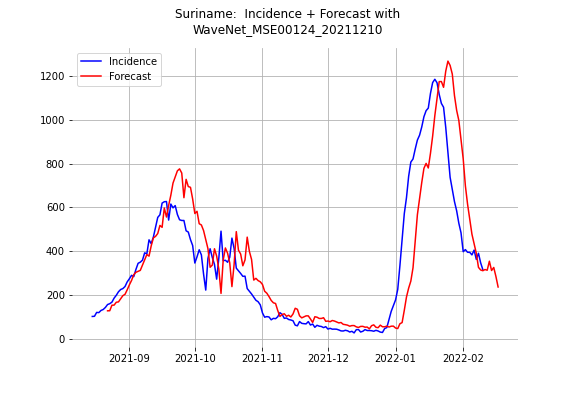 Suriname:  Incidence + Forecast with
WaveNet_MSE00124_20211210
Incidence
Forecast
1200
1000
800
600
400
200
0
2021-09 2021-10 2021-11 2021-12 2022-01 2022-02